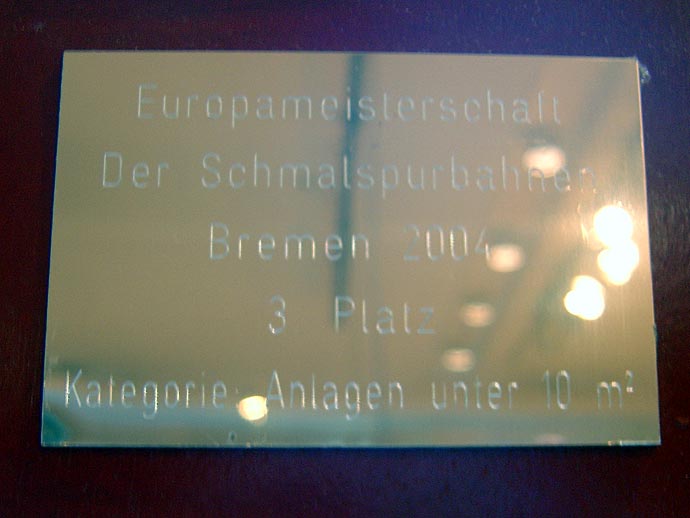 Europameisterschaft
Der Schmalspurbahnen
Bremen 2004
3 Platz
Kategorie: Anlagen unter 10 m²